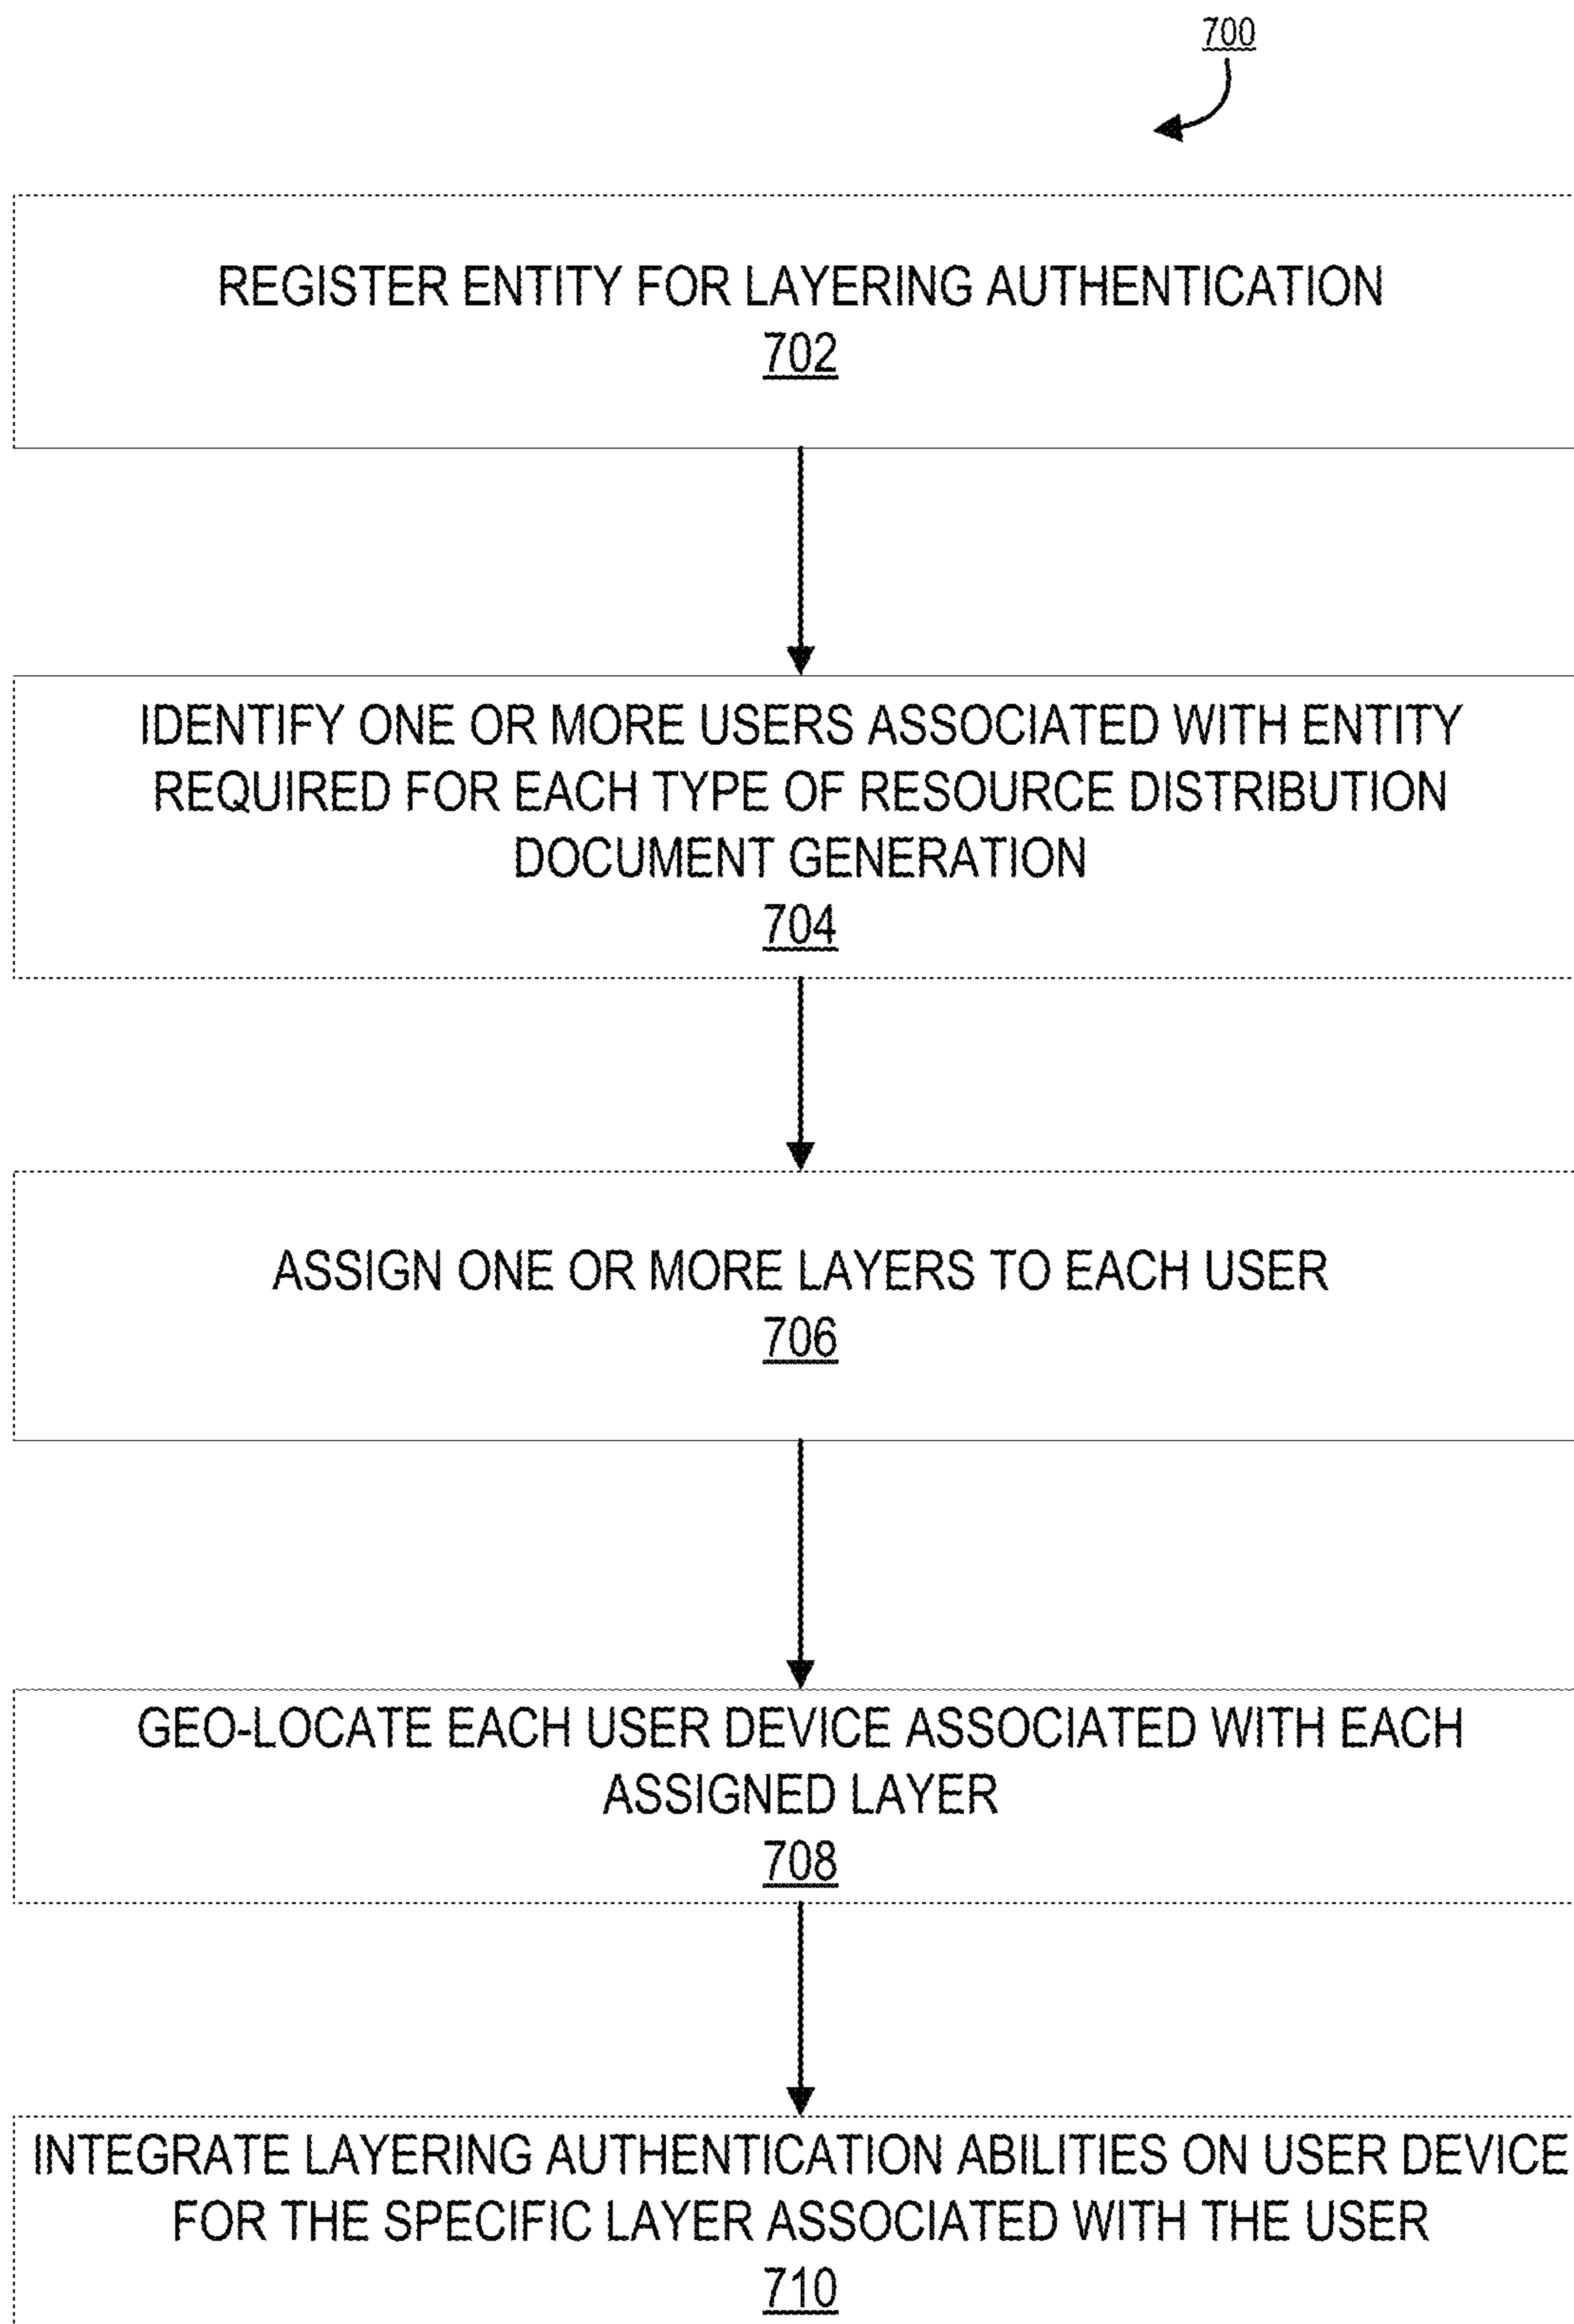 700
REGISTER ENTITY FOR LAYERING AUTHENTICATION
702
IDENTIFY ONE OR MORE USERS ASSOCIATED WITH ENTITY
REQUIRED FOR EACH TYPE OF RESOURCE DISTRIBUTION
DOCUMENT GENERATION
704
ASSIGN ONE OR MORE LAYERS TO EACH USER
706
GEO-LOCATE EACH USER DEVICE ASSOCIATED WITH EACH
ASSIGNED LAYER
708
INTEGRATE LAYERING AUTHENTICATION ABILITIES ON USER DEVICE
FOR THE SPECIFIC LAYER ASSOCIATED WITH THE USER
710